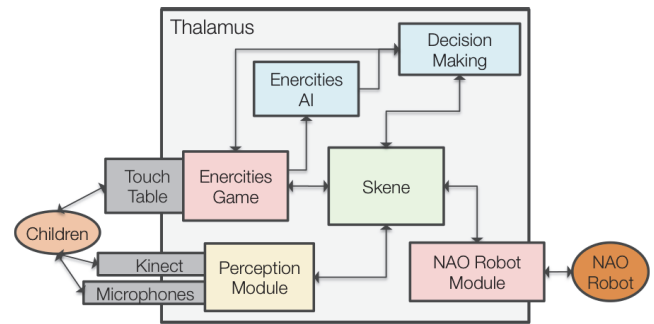 Thalamus
Decision
Making
Enercities
AI
Touch
Table
Enercities
Game
Skene
Children
Kinect
Microphones
Perception
Module
NAO Robot
Module
NAO
Robot